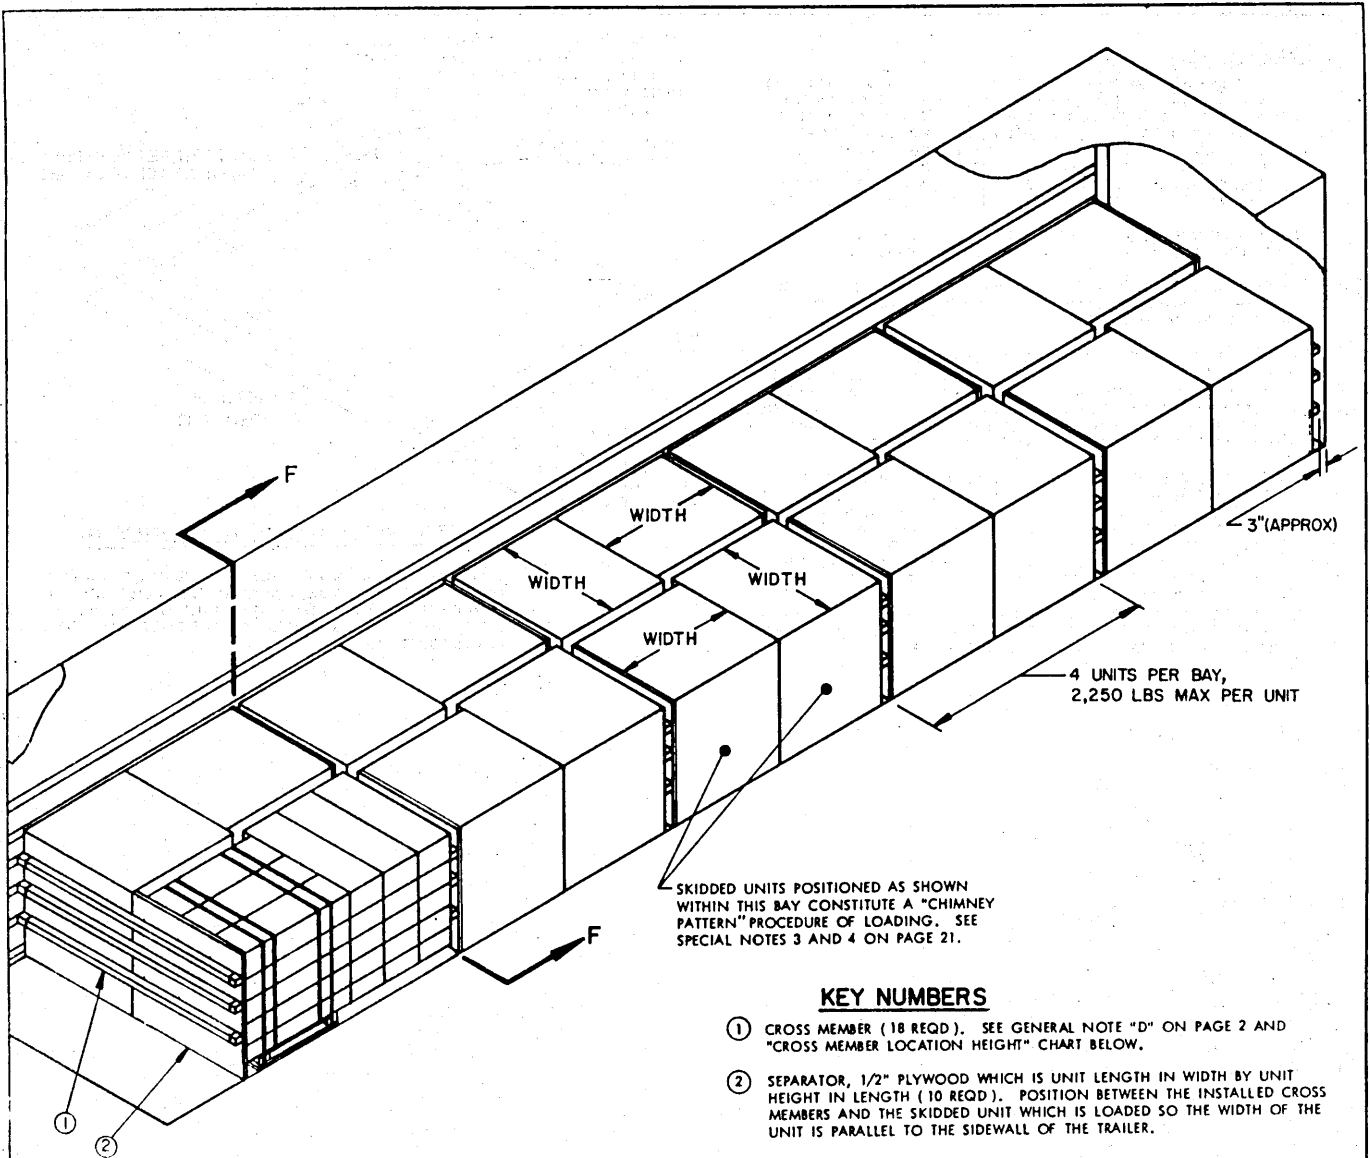 F
WIDTH
3"(APPROX)
WIDTH
WIDTH
WIDTH
4 UNITS PER BAY,
2,250 LBS MAX PER UNIT
SKIDDED UNITS POSITIONED AS SHOWN
WITHIN THIS BAY CONSTITUTE A "CHIMNEY
PATTERN" PROCEDURE OF LOADING. SEE
SPECIAL NOTES 3 AND 4 ON PAGE 21.
F
KEY NUMBERS
1 CROSS MEMBER (18 REQD). SEE GENERAL NOTE "D" ON PAGE 2 AND
"CROSS MEMBER LOCATION HEIGHT" CHART BELOW.
2 SEPARATOR, 1/2" PLYWOOD WHICH IS UNIT LENGTH IN WIDTH BY UNIT
HEIGHT IN LENGTH (10 REQD). POSITION BETWEEN THE INSTALLED CROSS
MEMBERS AND THE SKIDDED UNIT WHICH IS LOADED SO THE WIDTH OF THE
UNIT IS PARALLEL TO THE SIDEWALL OF THE TRAILER.
1
2